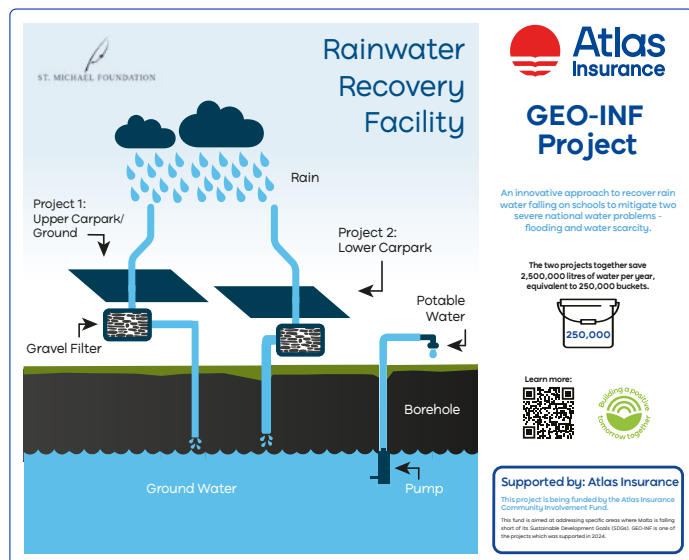 ST. MICHAEL FOUNDATION
Rainwater
Recovery
Facility
Rain
Project 1:
Upper Carpark/
Ground
Project 2:
Lower Carpark
Potable
Water
Gravel Filter
Borehole
Ground Water
Pump
Atlas
Insurance
GEO-INF
Project
An innovative approach to recover rain
water falling on schools to mitigate two
severe national water problems -
flooding and water scarcity.
The two projects together save
2,500,000 litres of water per year,
equivalent to 250,000 buckets.
250,000
Learn more:
Building a positive
tomorrow together
Supported by: Atlas Insurance
This project is being funded by the Atlas Insurance
Community Involvement Fund.
This fund is aimed at addressing specific areas where Malta is falling
short of its Sustainable Development Goals (SDGs). GEO-INF is one of
the projects which was supported in 2024.